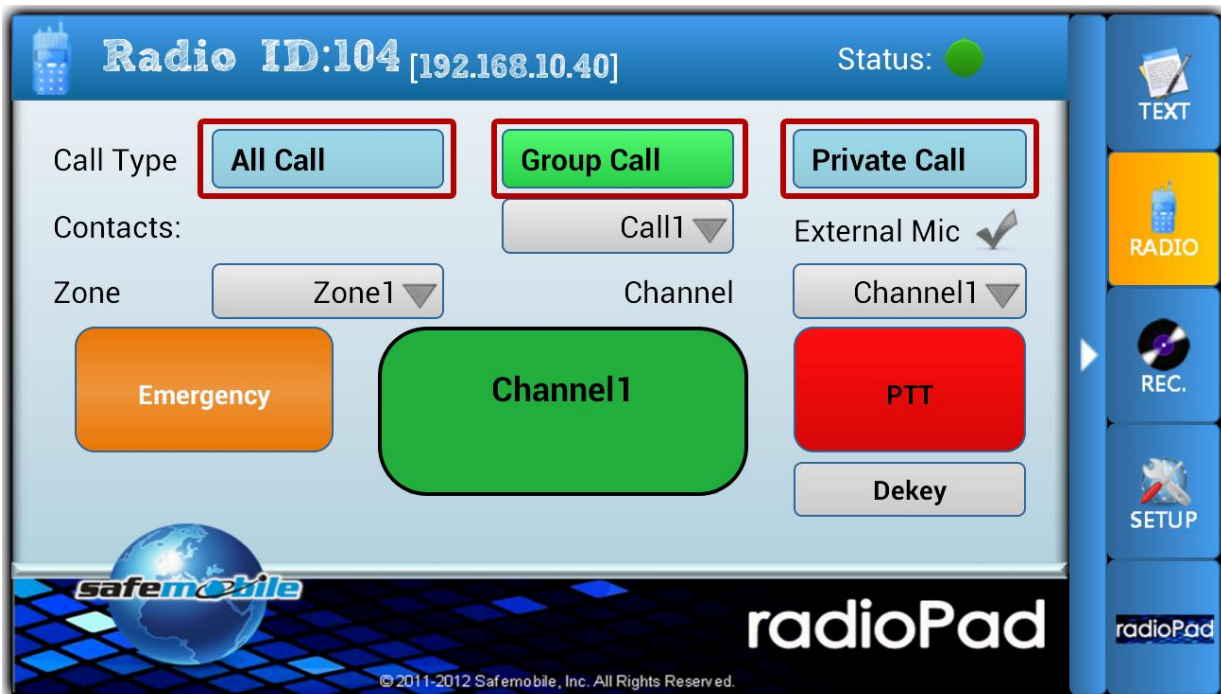 Radio ID:104 [192.168.10.40]
Status:
Call Type
All Call
Group Call
Private Call
Contacts:
Call1
External Mic
Zone
Zone1
Channel
Channel1
Emergency
Channel1
PTT
Dekey
safemobile
radioPad
©2011-2012 Safemobile, Inc. All Rights Reserved.
TEXT
RADIO
REC.
SETUP
radioPad